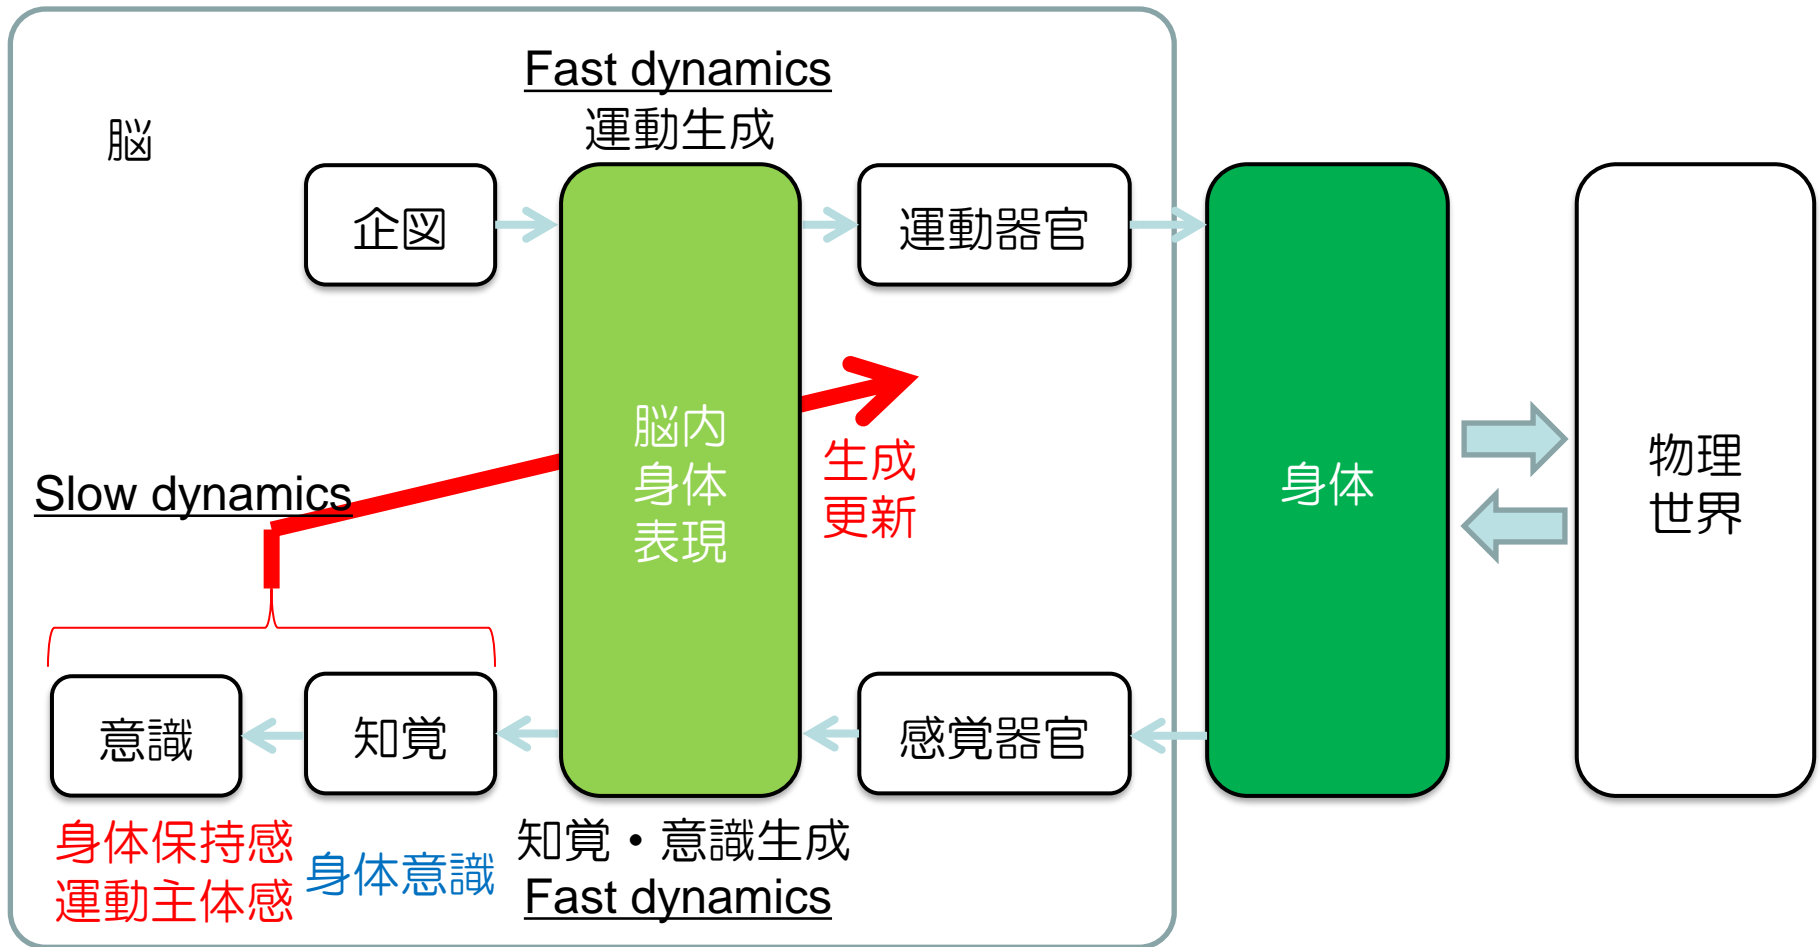 Fast dynamics
運動生成
脳
企図
運動器官
脳内
身体
表現
生成
更新
Slow dynamics
身体
物理
世界
意識
知覚
感覚器官
身体保持感
運動主体感
身体意識
知覚・意識生成
Fast dynamics